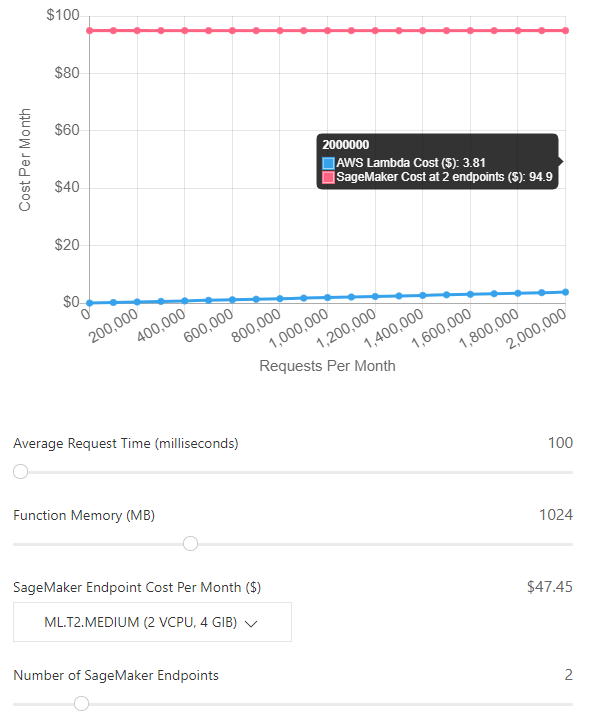 $100
$80
$60
$40
$20
$0
Cost Per Month
2000000
AWS Lambda Cost ($): 3.81
SageMaker Cost at 2 endpoints ($): 94.9
0
200,000
400,000
600,000
800,000
1,000,000
1,200,000
1,400,000
1,600,000
1,800,000
2,000,000
Requests Per Month
Average Request Time (milliseconds) 100
Function Memory (MB) 1024
SageMaker Endpoint Cost Per Month ($) $47.45
ML.T2.MEDIUM (2 VCPU, 4 GIB)
Number of SageMaker Endpoints 2